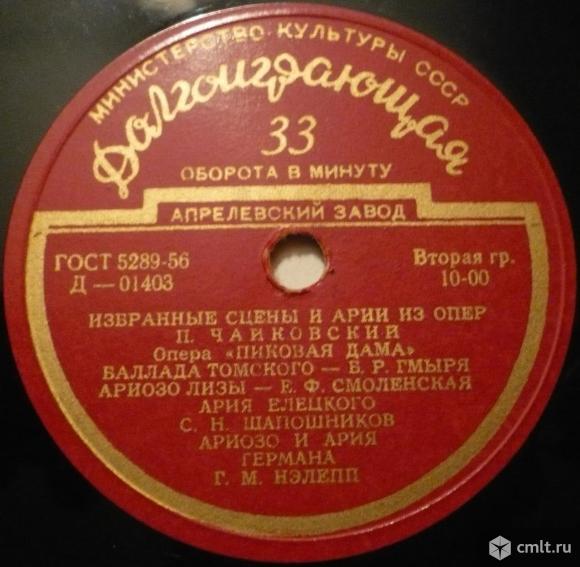 МИНИСТЕРСТВО КУЛЬТУРЫ СССР
Долгоиграющая
33
ОБОРОТА В МИНУТУ
АПРЕЛЕВСКИЙ ЗАВОД
ГОСТ 5289-56
Д — 01403
Вторая гр.
10-00
ИЗБРАННЫЕ СЦЕНЫ И АРИИ ИЗ ОПЕР
П. ЧАЙКОВСКИЙ
Опера «ПИКОВАЯ ДАМА»
БАЛЛАДА ТОМСКОГО — Б. Р. ГМЫРЯ
АРИОЗО ЛИЗЫ — Е. Ф. СМОЛЕНСКАЯ
АРИЯ ЕЛЕЦКОГО
С. Н. ШАПОШНИКОВ
АРИОЗО И АРИЯ
ГЕРМАНА
Г. М. НЭЛЕПП
cmlt.ru